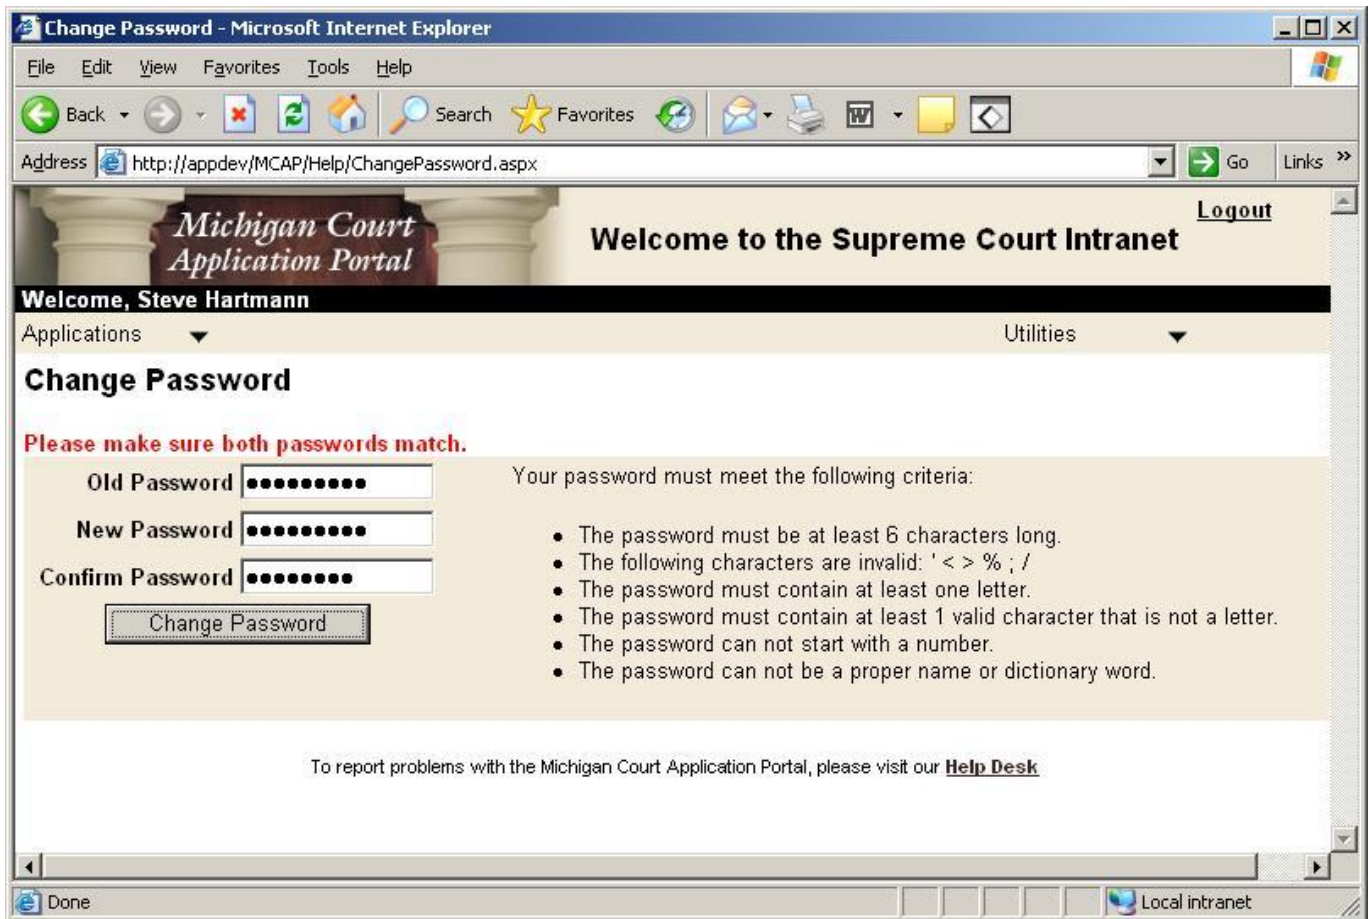 Change Password - Microsoft Internet Explorer
File Edit View Favorites Tools Help
Back Search Favorites
Address http://appdev/MCAP/Help/ChangePassword.aspx Go Links »
Michigan Court
Application Portal
Logout
Welcome to the Supreme Court Intranet
Welcome, Steve Hartmann
Applications Utilities
Change Password
Please make sure both passwords match.
Old Password •••••••••
New Password •••••••••
Confirm Password ••••••••
Change Password
Your password must meet the following criteria:
• The password must be at least 6 characters long.
• The following characters are invalid: ' < > % ; /
• The password must contain at least one letter.
• The password must contain at least 1 valid character that is not a letter.
• The password can not start with a number.
• The password can not be a proper name or dictionary word.
To report problems with the Michigan Court Application Portal, please visit our Help Desk
Done Local intranet